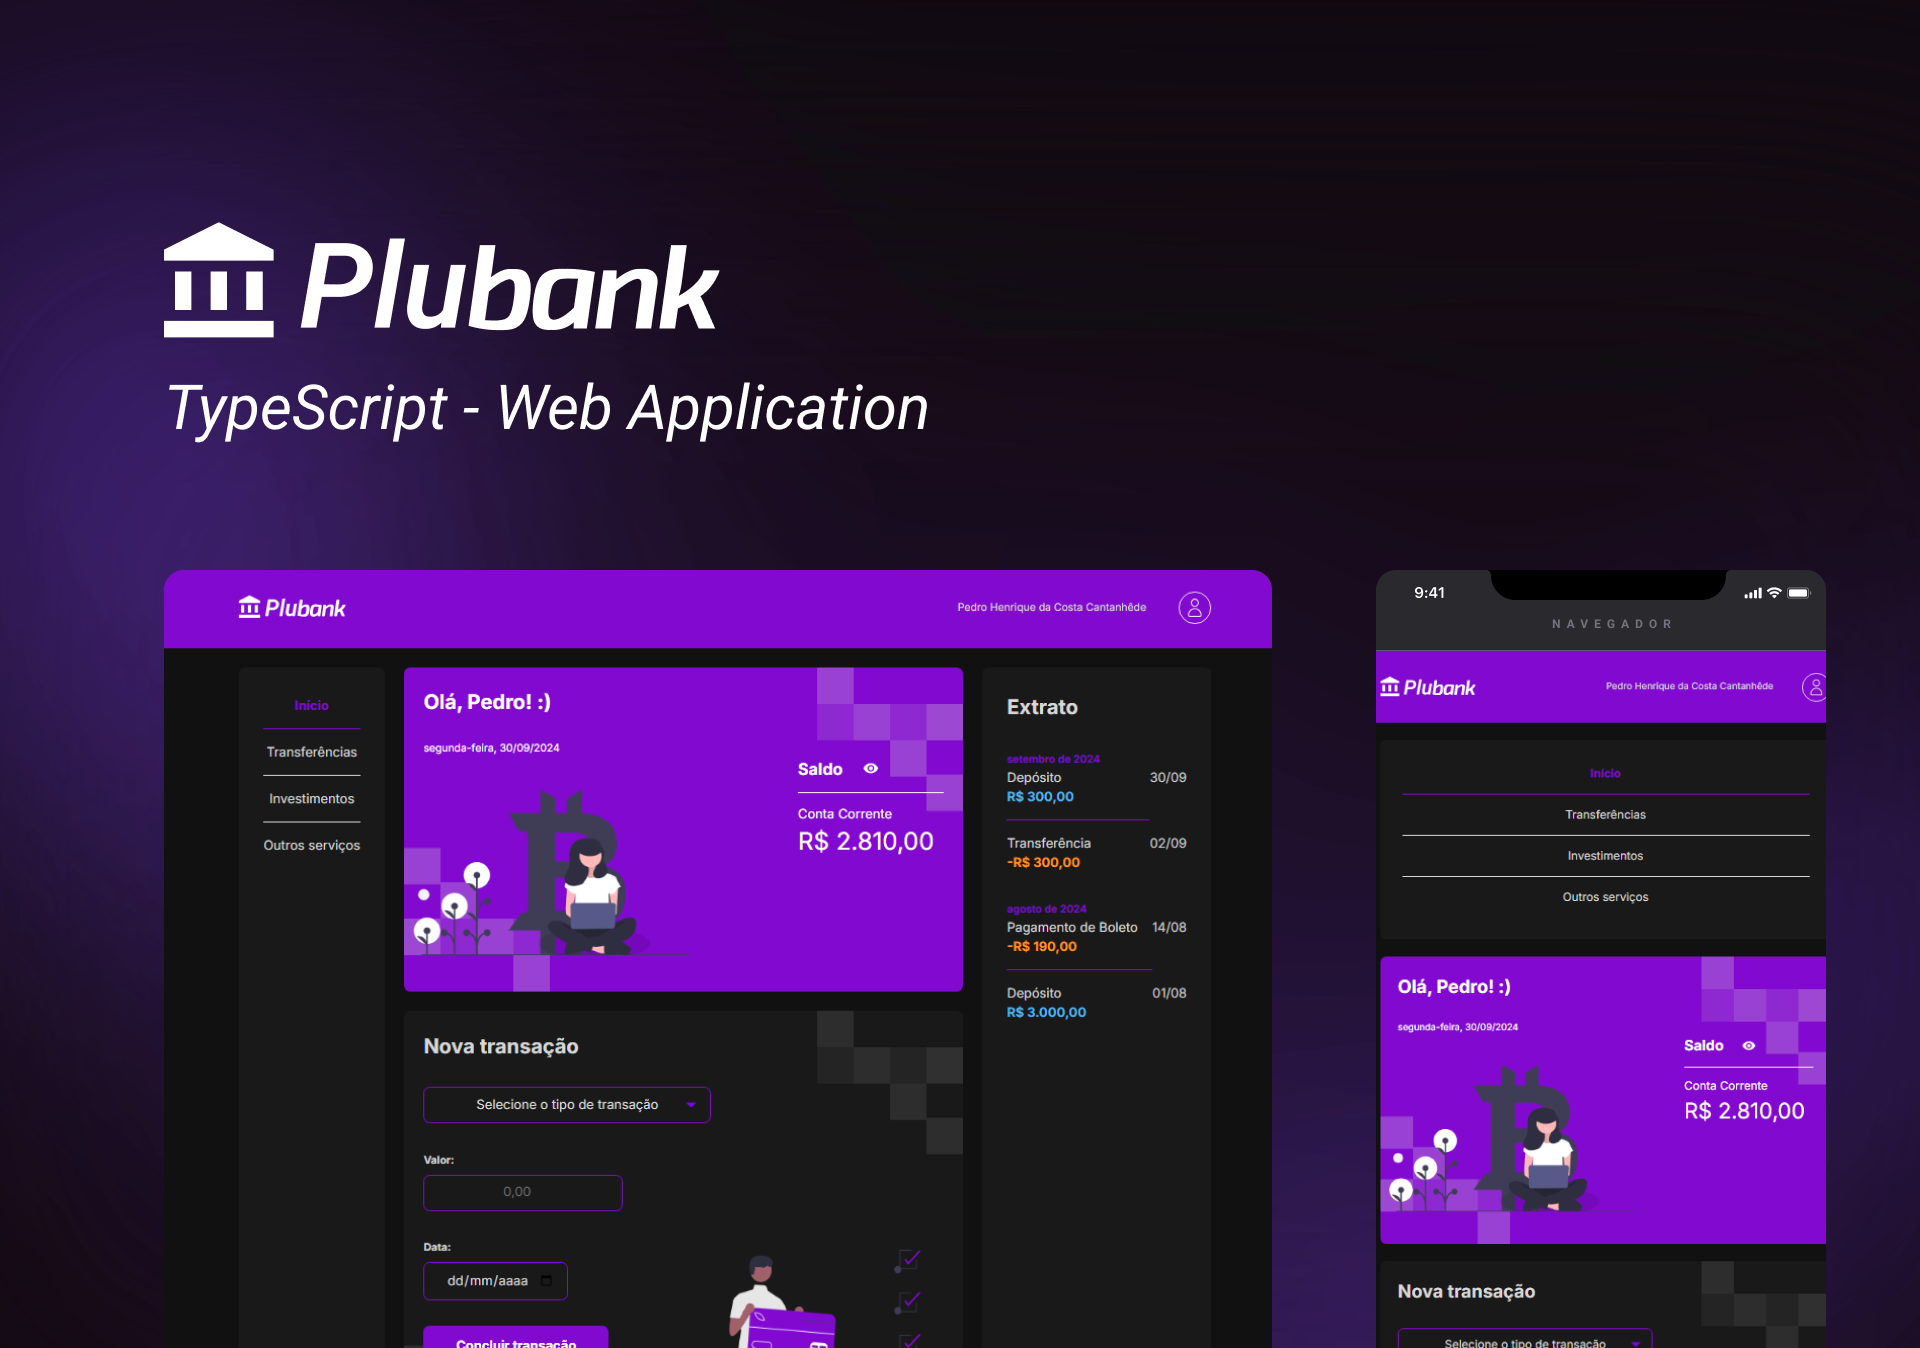 Plubank
TypeScript - Web Application
Plubank
Pedro Henrique da Costa Cantanhêde
Início
Transferências
Investimentos
Outros serviços
Olá, Pedro! :)
segunda-feira, 30/09/2024
Saldo
Conta Corrente
R$ 2.810,00
Nova transação
Selecione o tipo de transação
Valor:
0,00
Data:
dd/mm/aaaa
Concluir transação
Extrato
setembro de 2024
Depósito 30/09
R$ 300,00
Transferência 02/09
-R$ 300,00
agosto de 2024
Pagamento de Boleto 14/08
-R$ 190,00
Depósito 01/08
R$ 3.000,00
9:41
NAVEGADOR
Plubank
Pedro Henrique da Costa Cantanhêde
Início
Transferências
Investimentos
Outros serviços
Olá, Pedro! :)
segunda-feira, 30/09/2024
Saldo
Conta Corrente
R$ 2.810,00
Nova transação
Selecione o tipo de transação